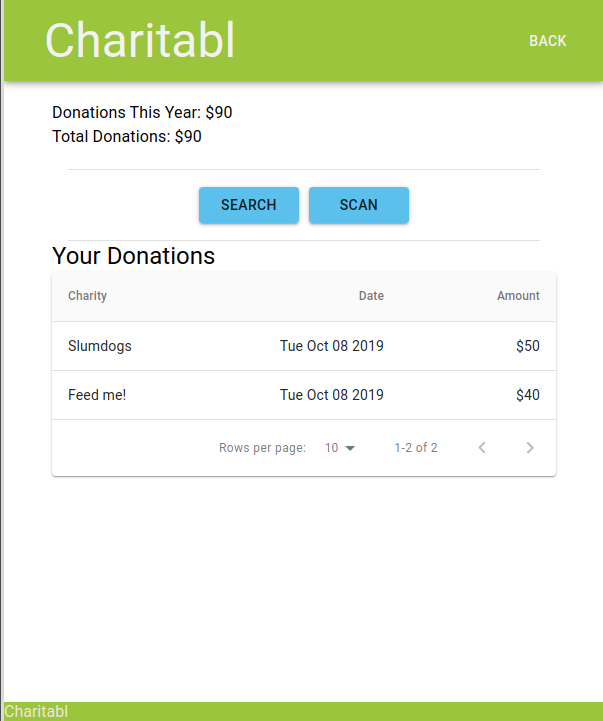 Charitabl BACK
Donations This Year: $90
Total Donations: $90
SEARCH SCAN
Your Donations
Charity Date Amount
Slumdogs Tue Oct 08 2019 $50
Feed me! Tue Oct 08 2019 $40
Rows per page: 10 1-2 of 2
Charitabl